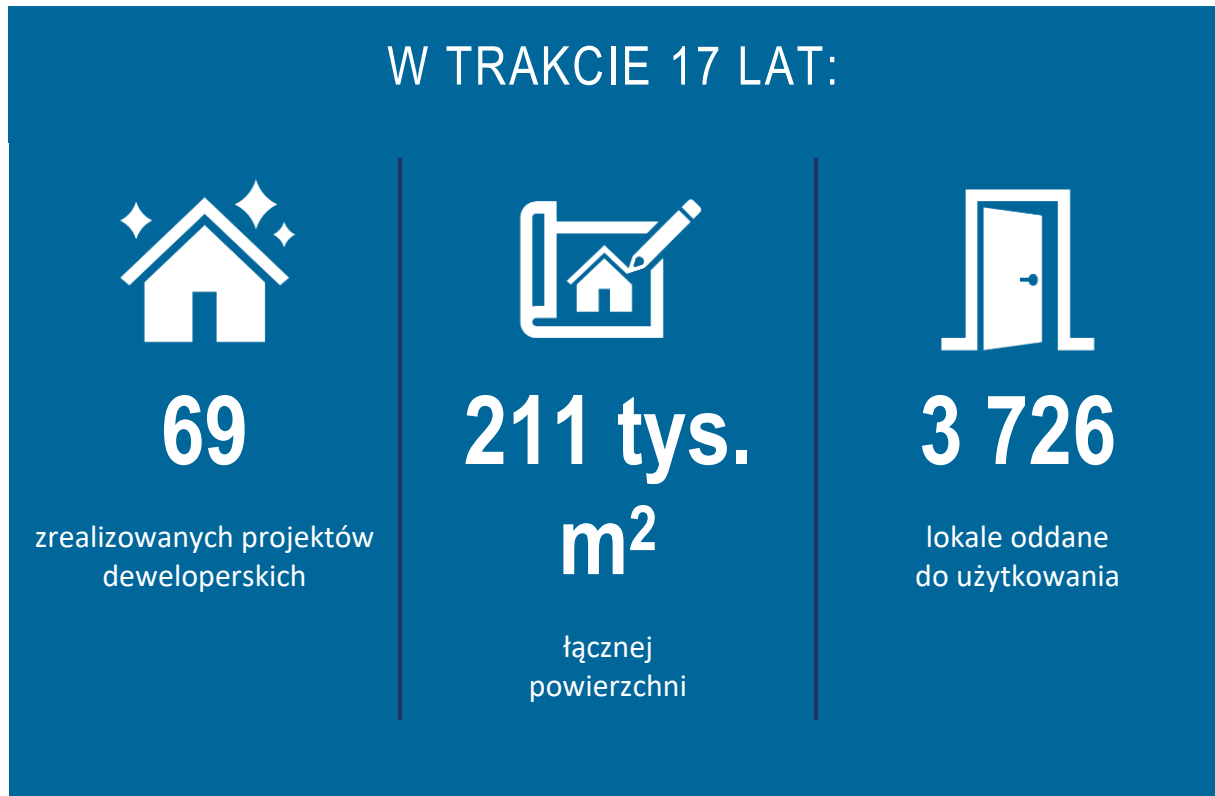 W TRAKCIE 17 LAT:
69
zrealizowanych projektów
deweloperskich
211 tys.
m²
łącznej
powierzchni
3 726
lokale oddane
do użytkowania